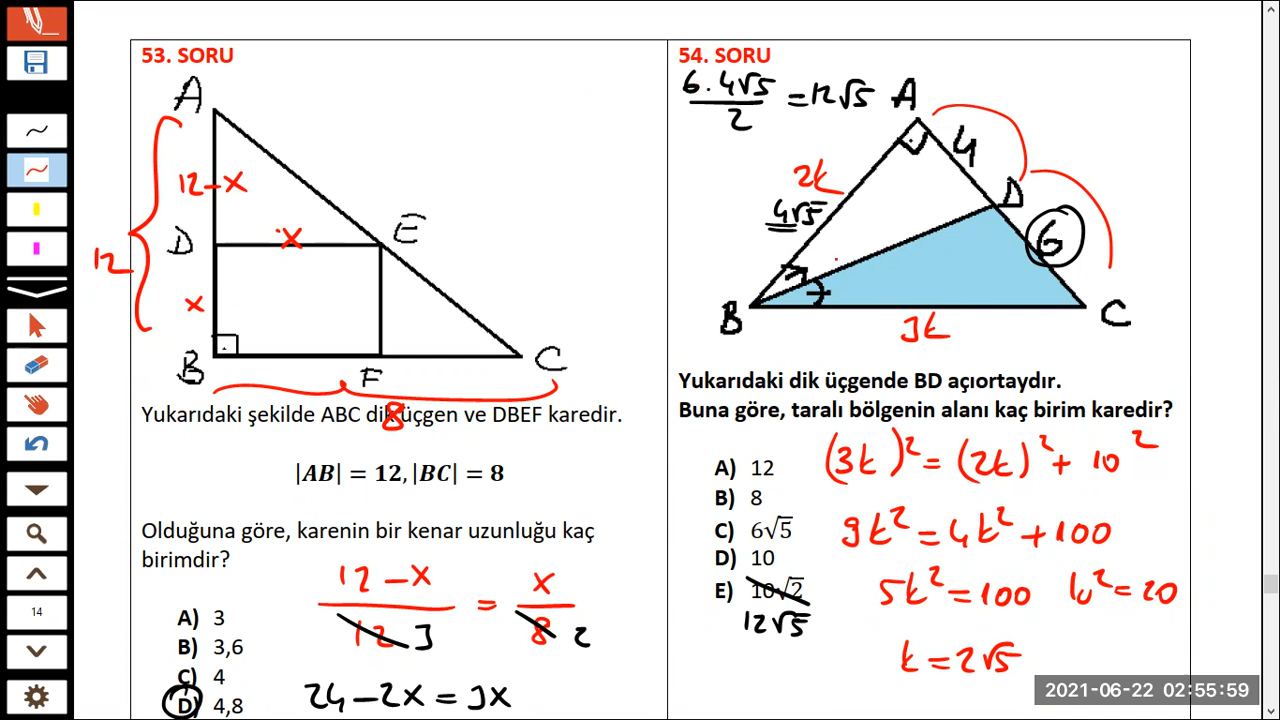 53. SORU
A
12-x
12
D
x
E
x
B
F
C
8
Yukarıdaki şekilde ABC dik üçgen ve DBEF karedir.
|AB| = 12, |BC| = 8
Olduğuna göre, karenin bir kenar uzunluğu kaç
birimdir?
12-x / 12 = x / 8
3 2
A) 3
B) 3,6
C) 4
D) 4,8
24-2x=3x
54. SORU
6.4√5 / 2 = 12√5
A
4
2k
4√5
D
6
B
C
3k
Yukarıdaki dik üçgende BD açıortaydır.
Buna göre, taralı bölgenin alanı kaç birim karedir?
A) 12
B) 8
C) 6√5
D) 10
E) 10√2
12√5
(3k)² = (2k)² + 10²
9k² = 4k² + 100
5k² = 100 k² = 20
k = 2√5
14
2021-06-22 02:55:59